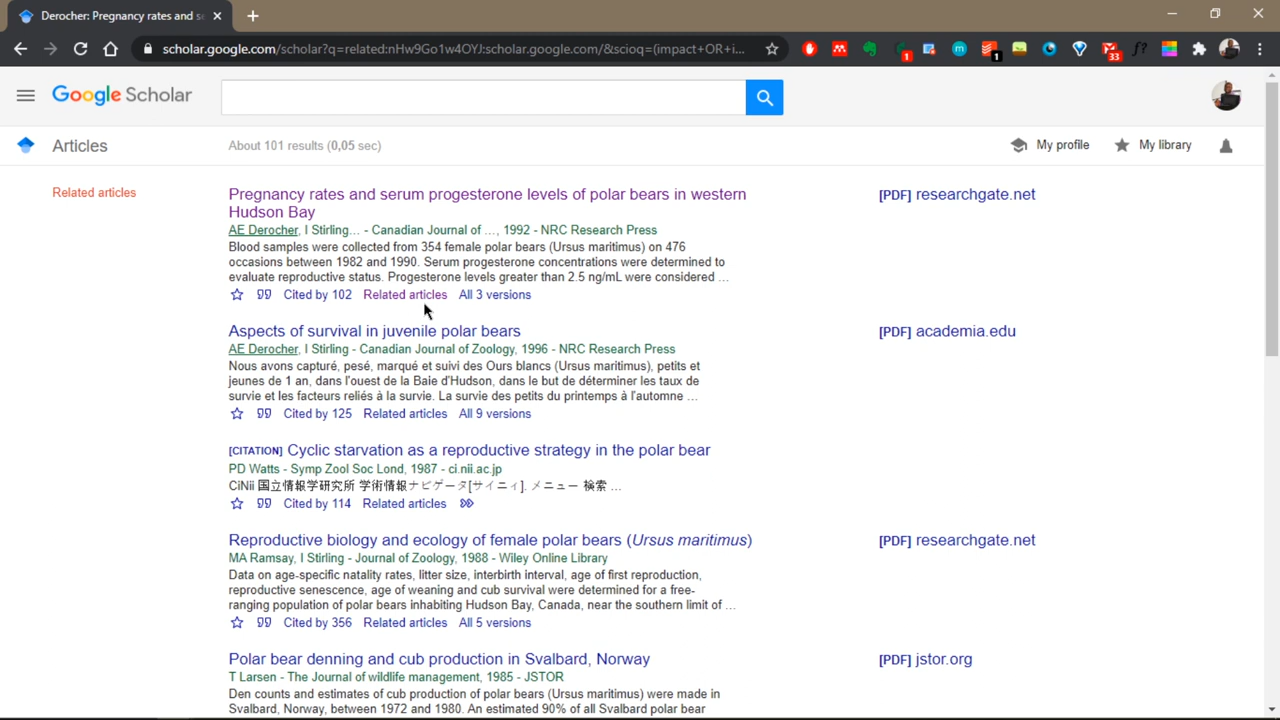 Derocher: Pregnancy rates and se
scholar.google.com/scholar?q=related:nHw9Go1w4OYJ:scholar.google.com/&scioq=(impact+OR+i...
1
1
33
Google Scholar
Articles
About 101 results (0,05 sec)
My profile
My library
Related articles
Pregnancy rates and serum progesterone levels of polar bears in western
Hudson Bay
[PDF] researchgate.net
AE Derocher, I Stirling... - Canadian Journal of ..., 1992 - NRC Research Press
Blood samples were collected from 354 female polar bears (Ursus maritimus) on 476
occasions between 1982 and 1990. Serum progesterone concentrations were determined to
evaluate reproductive status. Progesterone levels greater than 2.5 ng/mL were considered ...
Cited by 102 Related articles All 3 versions
Aspects of survival in juvenile polar bears
[PDF] academia.edu
AE Derocher, I Stirling - Canadian Journal of Zoology, 1996 - NRC Research Press
Nous avons capturé, pesé, marqué et suivi des Ours blancs (Ursus maritimus), petits et
jeunes de 1 an, dans l'ouest de la Baie d'Hudson, dans le but de déterminer les taux de
survie et les facteurs reliés à la survie. La survie des petits du printemps à l'automne ...
Cited by 125 Related articles All 9 versions
[CITATION] Cyclic starvation as a reproductive strategy in the polar bear
PD Watts - Symp Zool Soc Lond, 1987 - ci.nii.ac.jp
CiNii 国立情報学研究所 学術情報ナビゲータ[サイニィ]. メニュー 検索 ...
Cited by 114 Related articles
Reproductive biology and ecology of female polar bears (Ursus maritimus)
[PDF] researchgate.net
MA Ramsay, I Stirling - Journal of Zoology, 1988 - Wiley Online Library
Data on age-specific natality rates, litter size, interbirth interval, age of first reproduction,
reproductive senescence, age of weaning and cub survival were determined for a free-
ranging population of polar bears inhabiting Hudson Bay, Canada, near the southern limit of ...
Cited by 356 Related articles All 5 versions
Polar bear denning and cub production in Svalbard, Norway
[PDF] jstor.org
T Larsen - The Journal of wildlife management, 1985 - JSTOR
Den counts and estimates of cub production of polar bears (Ursus maritimus) were made in
Svalbard, Norway, between 1972 and 1980. An estimated 90% of all Svalbard polar bear